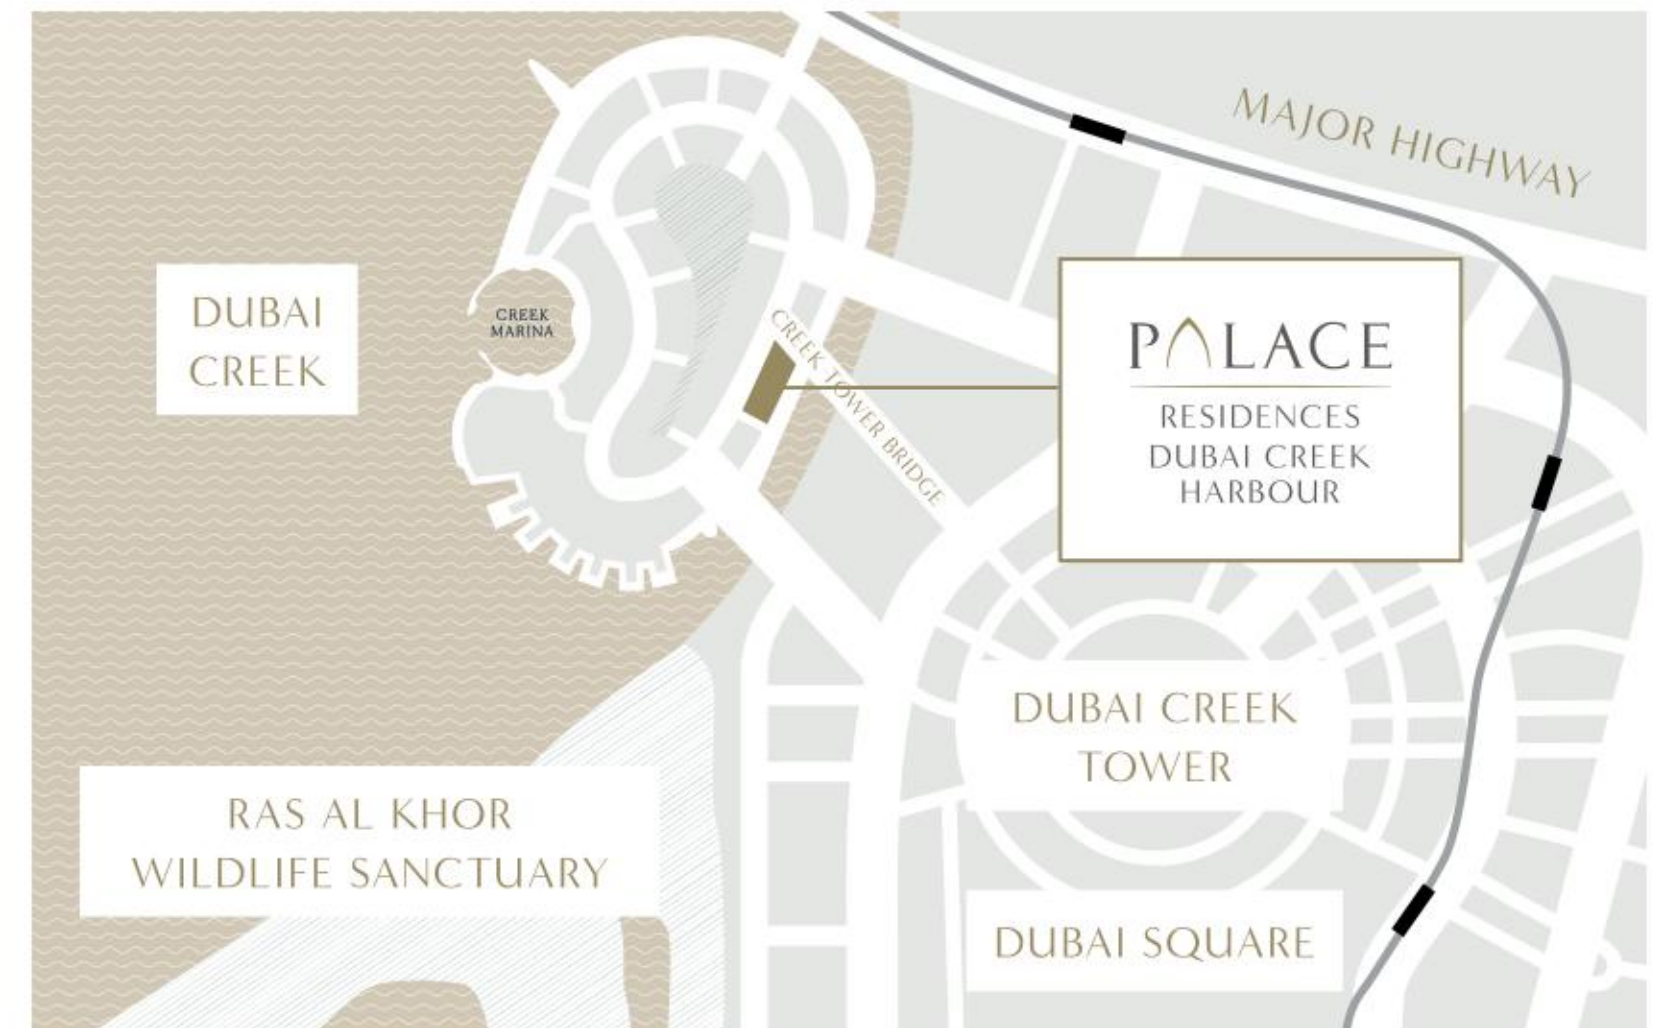 MAJOR HIGHWAY
DUBAI
CREEK
CREEK
MARINA
CREEK TOWER BRIDGE
PALACE
RESIDENCES
DUBAI CREEK
HARBOUR
DUBAI CREEK
TOWER
RAS AL KHOR
WILDLIFE SANCTUARY
DUBAI SQUARE